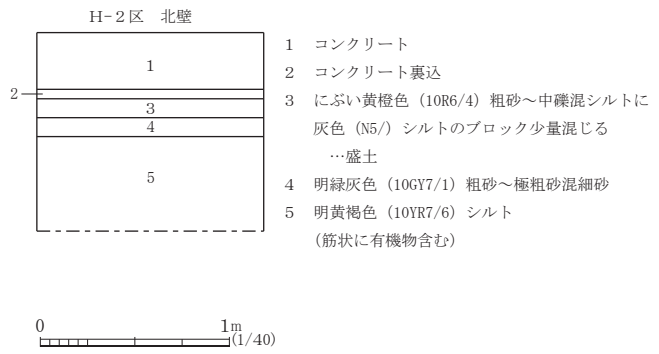 H-2区 北壁
1
2
3
4
5
1 コンクリート
2 コンクリート裏込
3 にぶい黄橙色（10R6/4）粗砂～中礫混シルトに
灰色（N5/）シルトのブロック少量混じる
…盛土
4 明緑灰色（10GY7/1）粗砂～極粗砂混細砂
5 明黄褐色（10YR7/6）シルト
（筋状に有機物含む）
0 1m
(1/40)